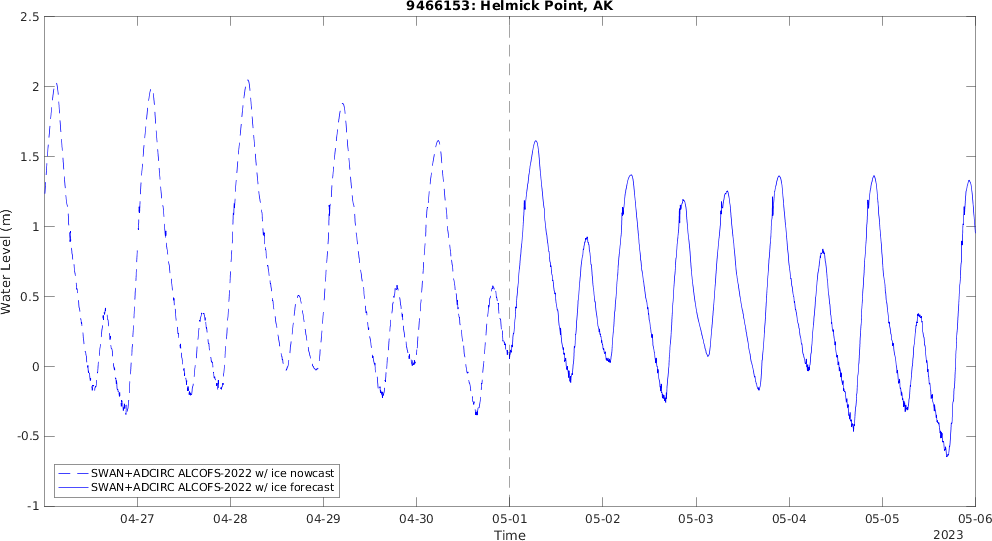 9466153: Helmick Point, AK
2.5
2
1.5
1
0.5
0
-0.5
-1
Water Level (m)
SWAN+ADCIRC ALCOFS-2022 w/ ice nowcast
SWAN+ADCIRC ALCOFS-2022 w/ ice forecast
04-27 04-28 04-29 04-30 05-01 05-02 05-03 05-04 05-05 05-06
Time
2023